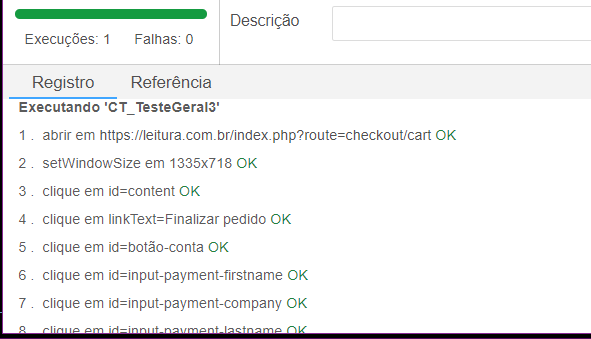 Execuções: 1 Falhas: 0
Descrição
Registro Referência
Executando 'CT_TesteGeral3'
1 . abrir em https://leitura.com.br/index.php?route=checkout/cart OK
2 . setWindowSize em 1335x718 OK
3 . clique em id=content OK
4 . clique em linkText=Finalizar pedido OK
5 . clique em id=botão-conta OK
6 . clique em id=input-payment-firstname OK
7 . clique em id=input-payment-company OK
8 . clique em id=input-payment-lastname OK